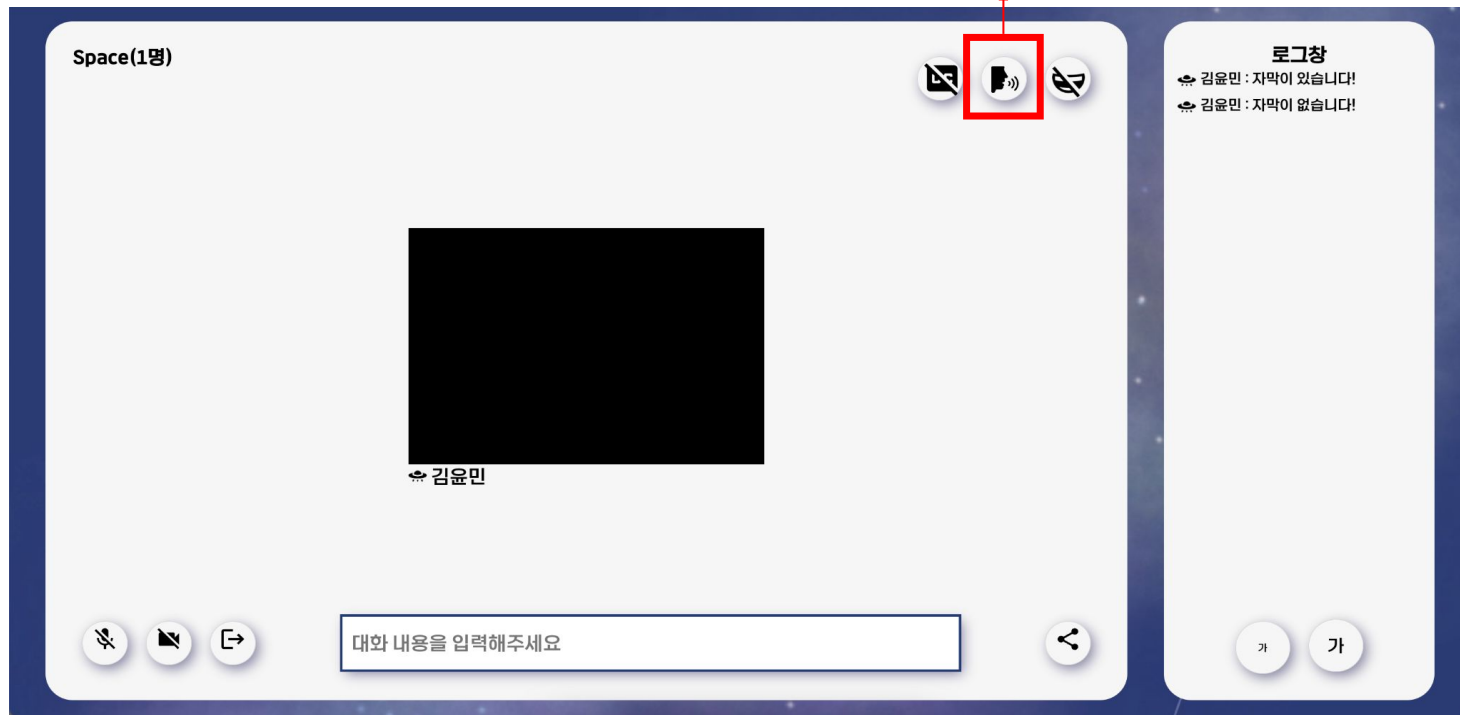 Space(1명)
로그창
김윤민 : 자막이 있습니다!
김윤민 : 자막이 없습니다!
김윤민
대화 내용을 입력해주세요
가
가